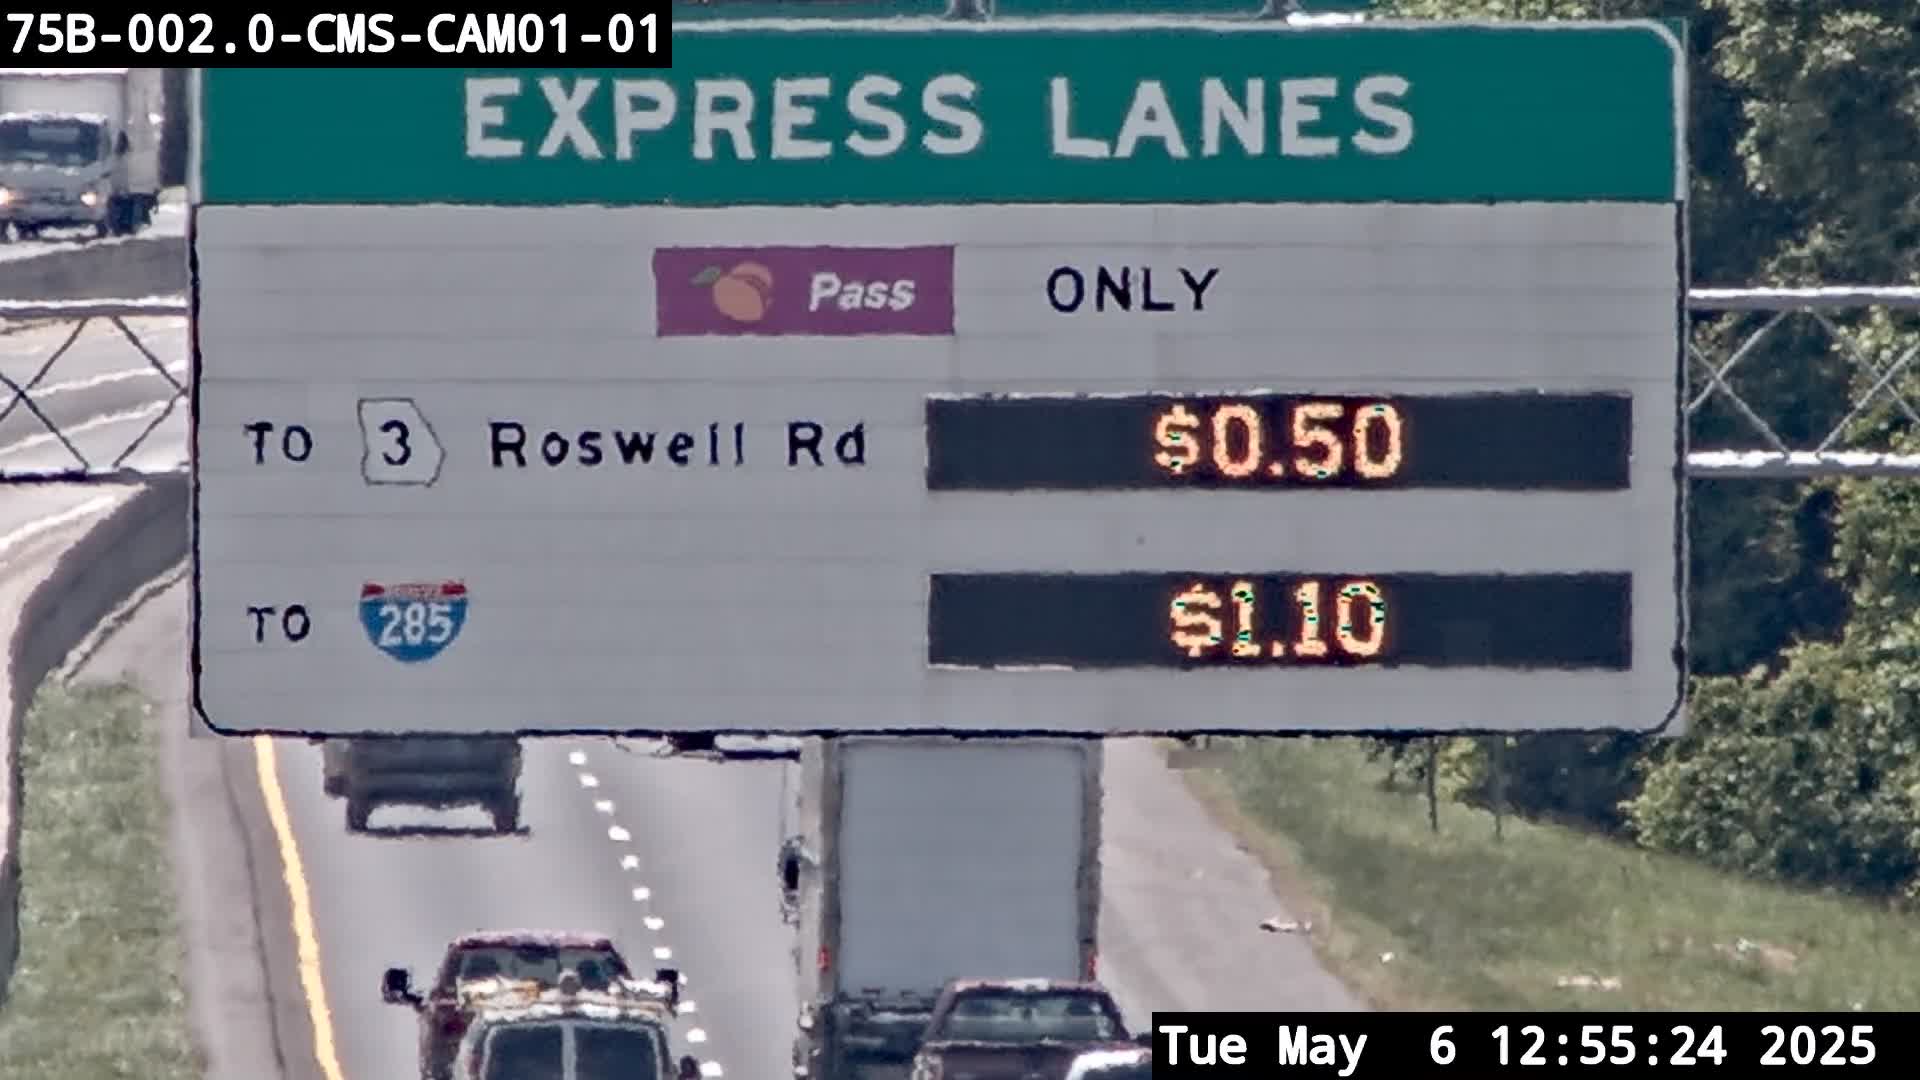 75B-002.0-CMS-CAM01-01
EXPRESS LANES
Pass ONLY
TO 3 Roswell Rd $0.50
TO 285 $1.10
Tue May 6 12:55:24 2025